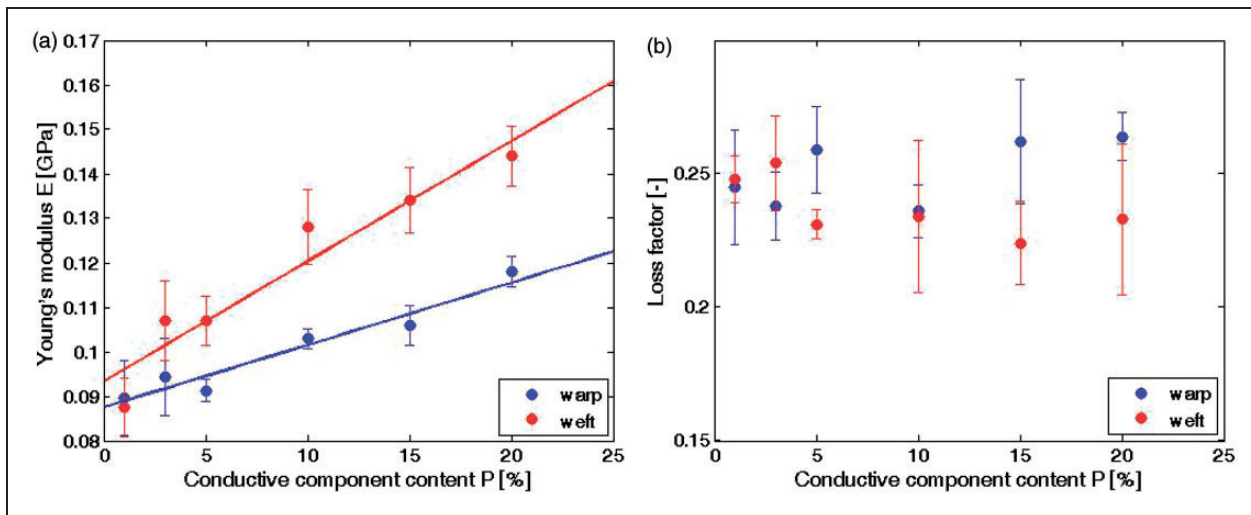 (a)
0.17
0.16
0.15
0.14
0.13
0.12
0.11
0.1
0.09
0.08
Young's modulus E [GPa]
0 5 10 15 20 25
Conductive component content P [%]
warp
weft
(b)
0.25
0.2
0.15
Loss factor [-]
0 5 10 15 20 25
Conductive component content P [%]
warp
weft